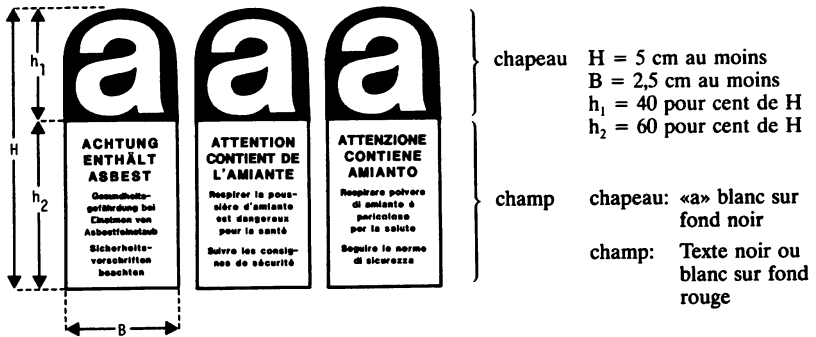 H
h₁
h₂
B
a
ACHTUNG
ENTHÄLT
ASBEST
Gesundheits-
gefährdung bei
Einatmen von
Asbestfeinstaub
Sicherheits-
vorschriften
beachten
a
ATTENTION
CONTIENT DE
L'AMIANTE
Respirer la pous-
sière d'amiante
est dangereux
pour la santé
Suivre les consig-
nes de sécurité
a
ATTENZIONE
CONTIENE
AMIANTO
Respirare polvere
di amianto è
pericoloso
per la salute
Seguire le norme
di sicurezza
chapeau
H = 5 cm au moins
B = 2,5 cm au moins
h₁ = 40 pour cent de H
h₂ = 60 pour cent de H
champ
chapeau: «a» blanc sur
fond noir
champ: Texte noir ou
blanc sur fond
rouge